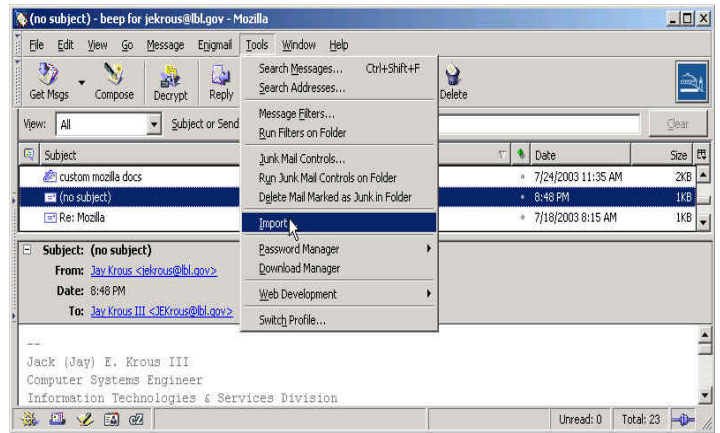 (no subject) - beep for jekrous@lbl.gov - Mozilla
File Edit View Go Message Enigmail Tools Window Help
Get Msgs Compose Decrypt Reply Delete
Search Messages... Ctrl+Shift+F
Search Addresses...
Message Filters...
Run Filters on Folder
Junk Mail Controls...
Run Junk Mail Controls on Folder
Delete Mail Marked as Junk in Folder
Import
Password Manager
Download Manager
Web Development
Switch Profile...
View: All Subject or Send Clear
Subject Date Size
custom mozilla docs 7/24/2003 11:35 AM 2KB
(no subject) 8:48 PM 1KB
Re: Mozilla 7/18/2003 8:15 AM 1KB
Subject: (no subject)
From: Jay Krous <jekrous@lbl.gov>
Date: 8:48 PM
To: Jay Krous III <JEKrous@lbl.gov>
--
Jack (Jay) E. Krous III
Computer Systems Engineer
Information Technologies & Services Division
Unread: 0 Total: 23